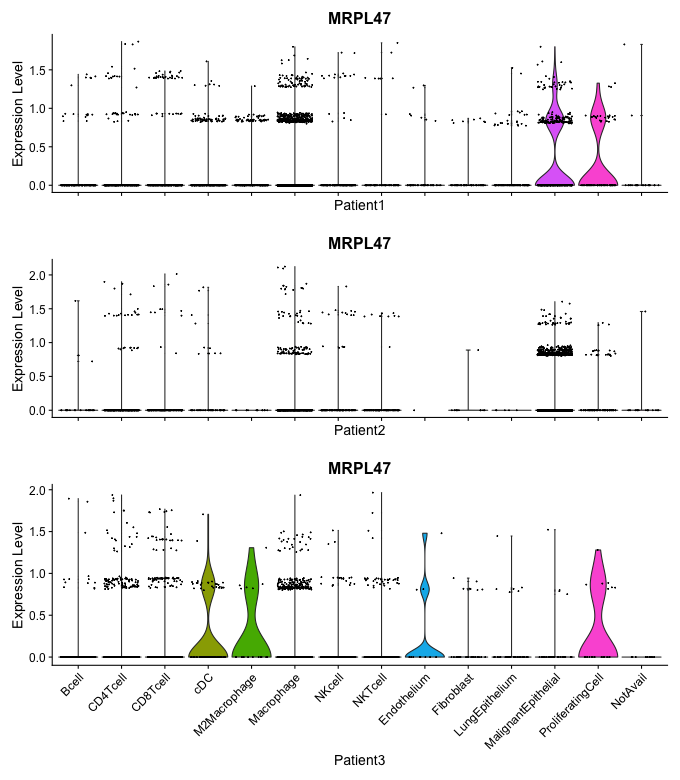 MRPL47
Expression Level
1.5
1.0
0.5
0.0
Patient1
MRPL47
Expression Level
2.0
1.5
1.0
0.5
0.0
Patient2
MRPL47
Expression Level
2.0
1.5
1.0
0.5
0.0
Bcell
CD4Tcell
CD8Tcell
cDC
M2Macrophage
Macrophage
NKcell
NKTcell
Endothelium
Fibroblast
LungEpithelium
MalignantEpithelial
ProliferatingCell
NotAvail
Patient3